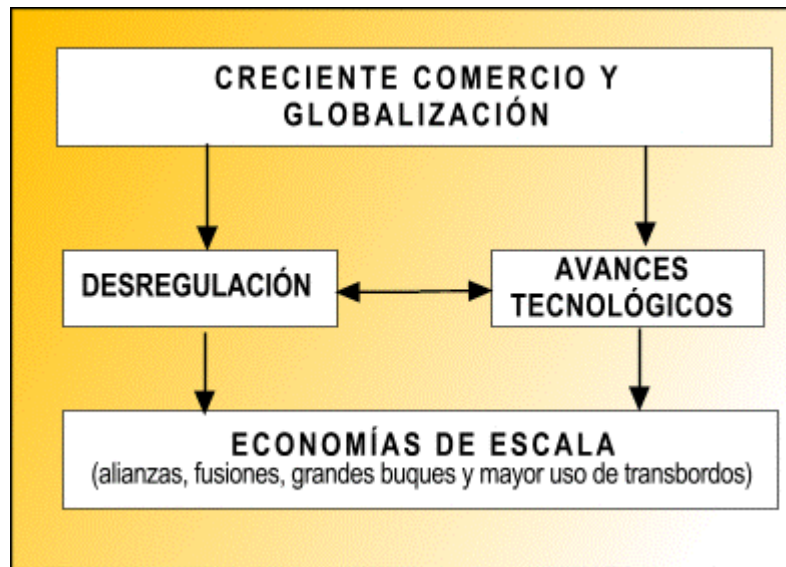 CRECIENTE COMERCIO Y
GLOBALIZACIÓN
DESREGULACIÓN
AVANCES
TECNOLÓGICOS
ECONOMÍAS DE ESCALA
(alianzas, fusiones, grandes buques y mayor uso de transbordos)